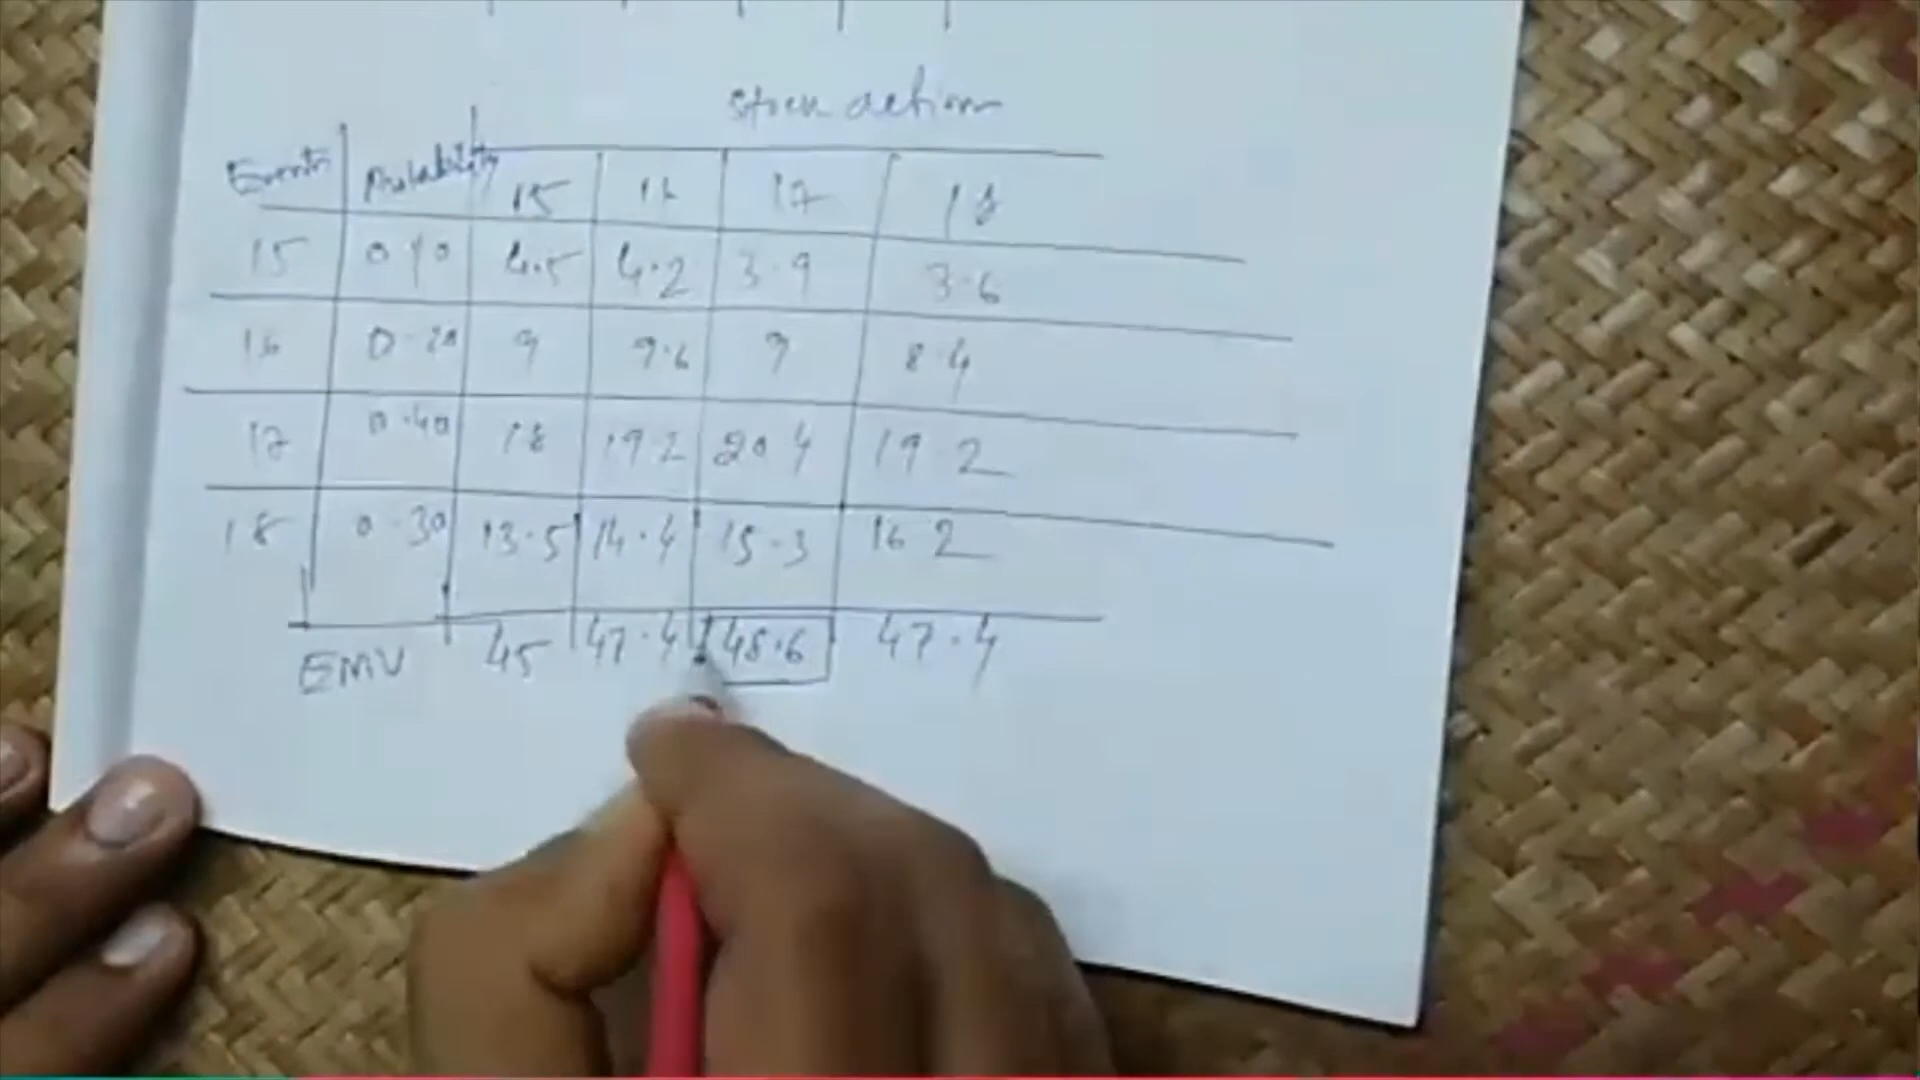 Stock action
Events Probability 15 16 17 18
15 0.10 4.5 4.2 3.9 3.6
16 0.20 9 9.6 9 8.4
17 0.40 18 19.2 20.4 19.2
18 0.30 13.5 14.4 15.3 16.2
EMV 45 47.4 48.6 47.4